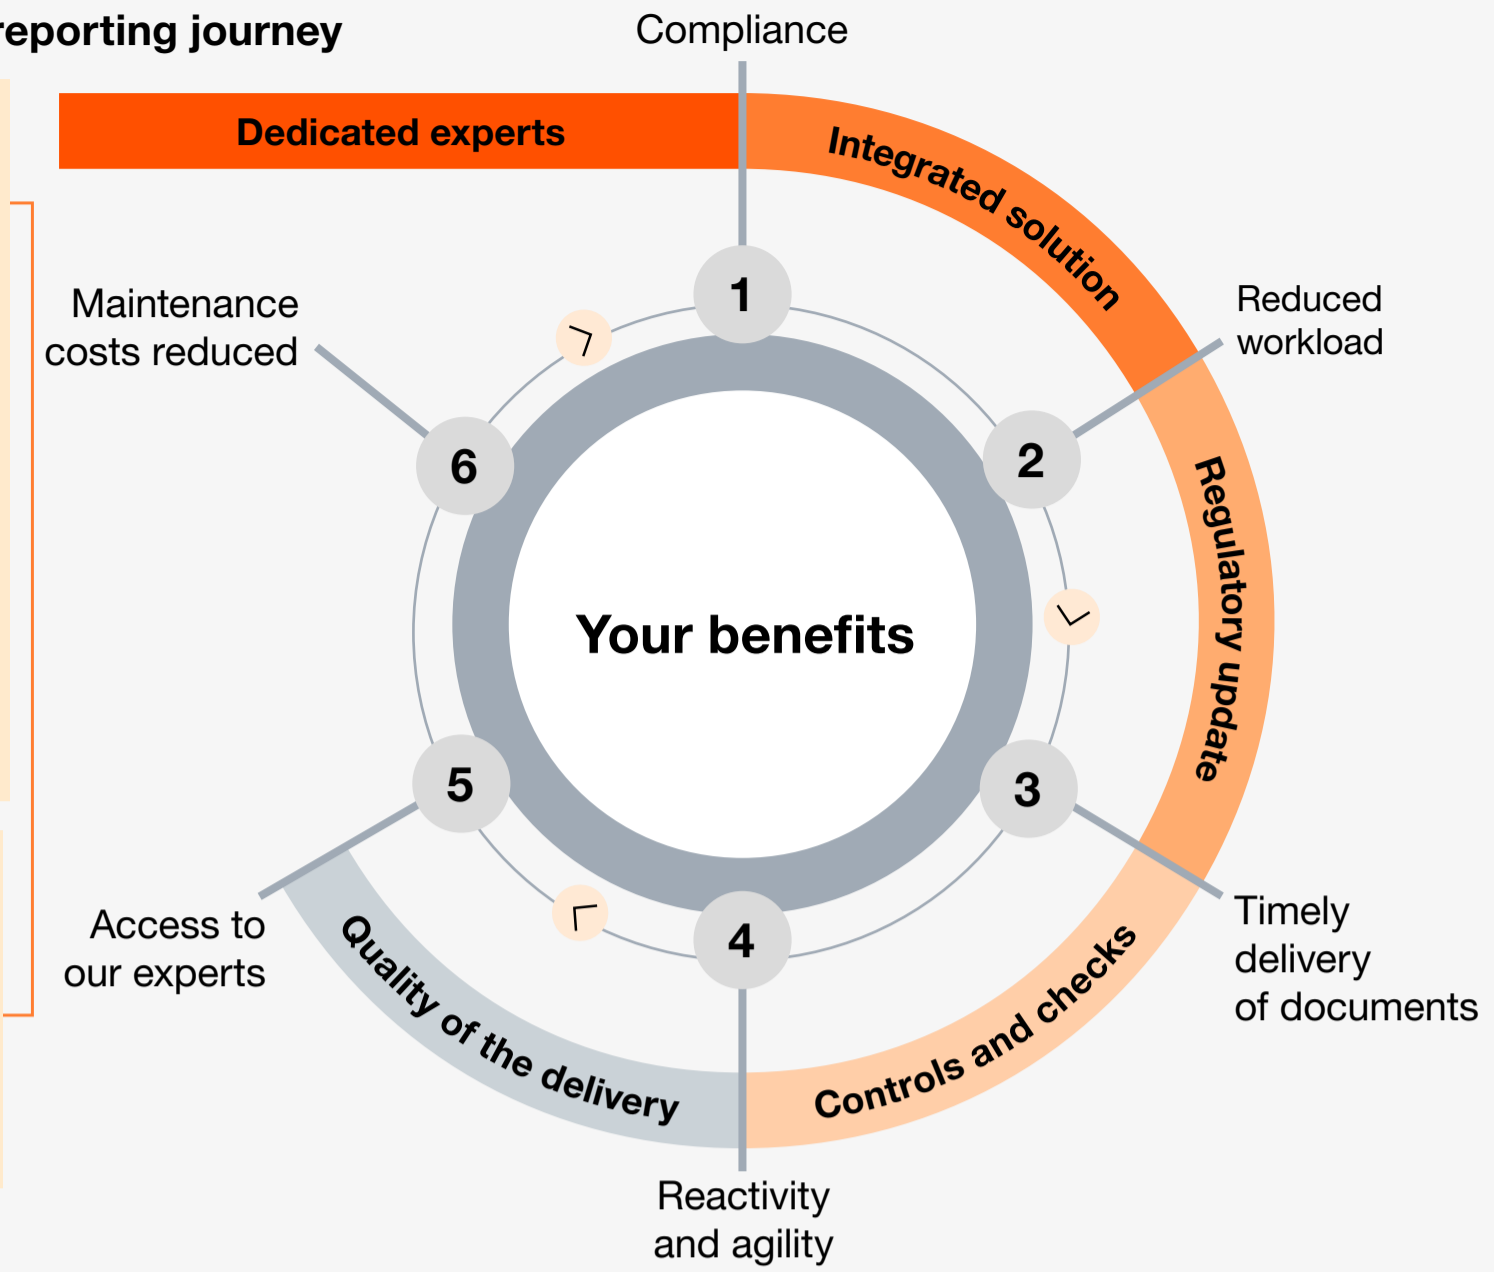 reporting journey
Compliance
Dedicated experts
Integrated solution
Maintenance
costs reduced
Reduced
workload
1
2
3
4
5
6
Your benefits
Regulatory update
Timely
delivery
of documents
Controls and checks
Reactivity
and agility
Quality of the delivery
Access to
our experts